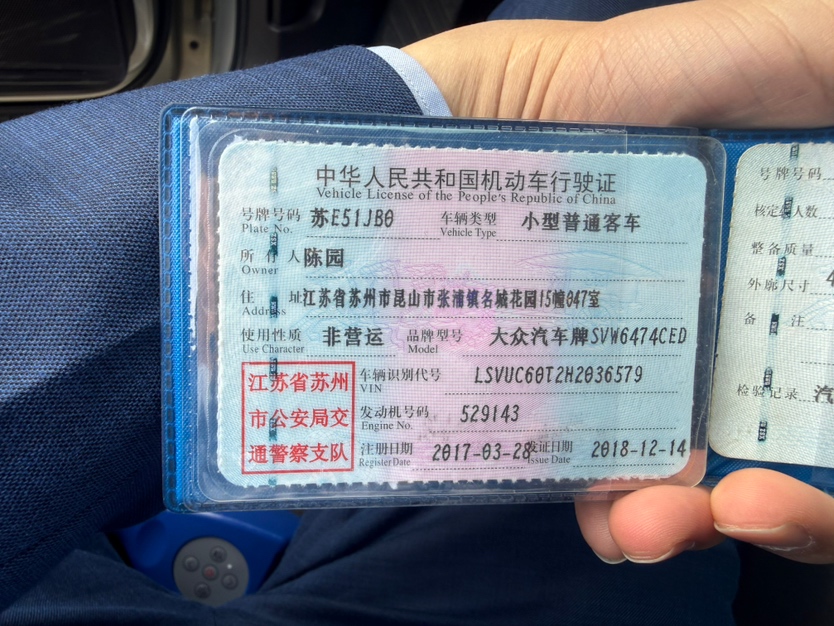 中华人民共和国机动车行驶证
Vehicle License of the People's Republic of China
号牌号码 苏E51JB0 车辆类型 小型普通客车
Plate No. Vehicle Type
所有人 陈园
Owner
住址 江苏省苏州市昆山市张浦镇名城花园15幢047室
Address
使用性质 非营运 品牌型号 大众汽车牌SVW6474CED
Use Character Model
江苏省苏州
市公安局交
通警察支队
车辆识别代号 LSVUC60T2H2036579
VIN
发动机号码 529143
Engine No.
注册日期 2017-03-28 发证日期 2018-12-14
Register Date Issue Date
号牌号码
核定人数
整备质量
外廓尺寸 4
备注
检验记录 汽